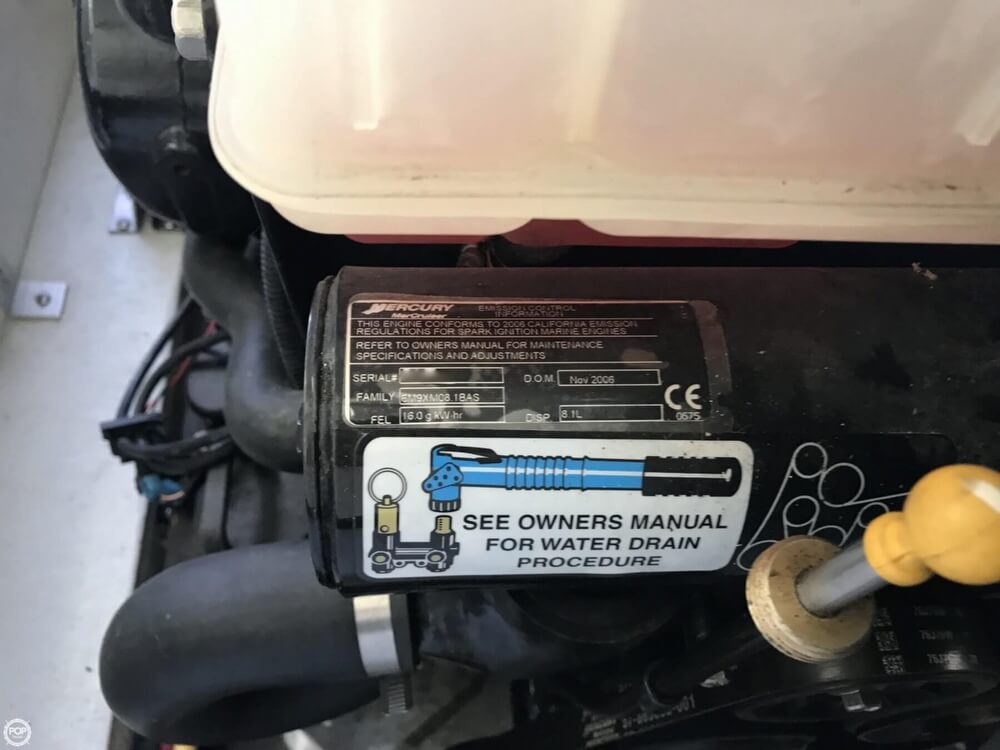 MERCURY
MerCruiser
EMISSION CONTROL
INFORMATION
THIS ENGINE CONFORMS TO 2006 CALIFORNIA EMISSION
REGULATIONS FOR SPARK IGNITION MARINE ENGINES
REFER TO OWNERS MANUAL FOR MAINTENANCE
SPECIFICATIONS AND ADJUSTMENTS
SERIAL# D.O.M. Nov 2006
FAMILY 6M9XM08.1BAS
FEL 16.0 g kW-hr DISP. 8.1L
CE
0575
SEE OWNERS MANUAL
FOR WATER DRAIN
PROCEDURE
POP